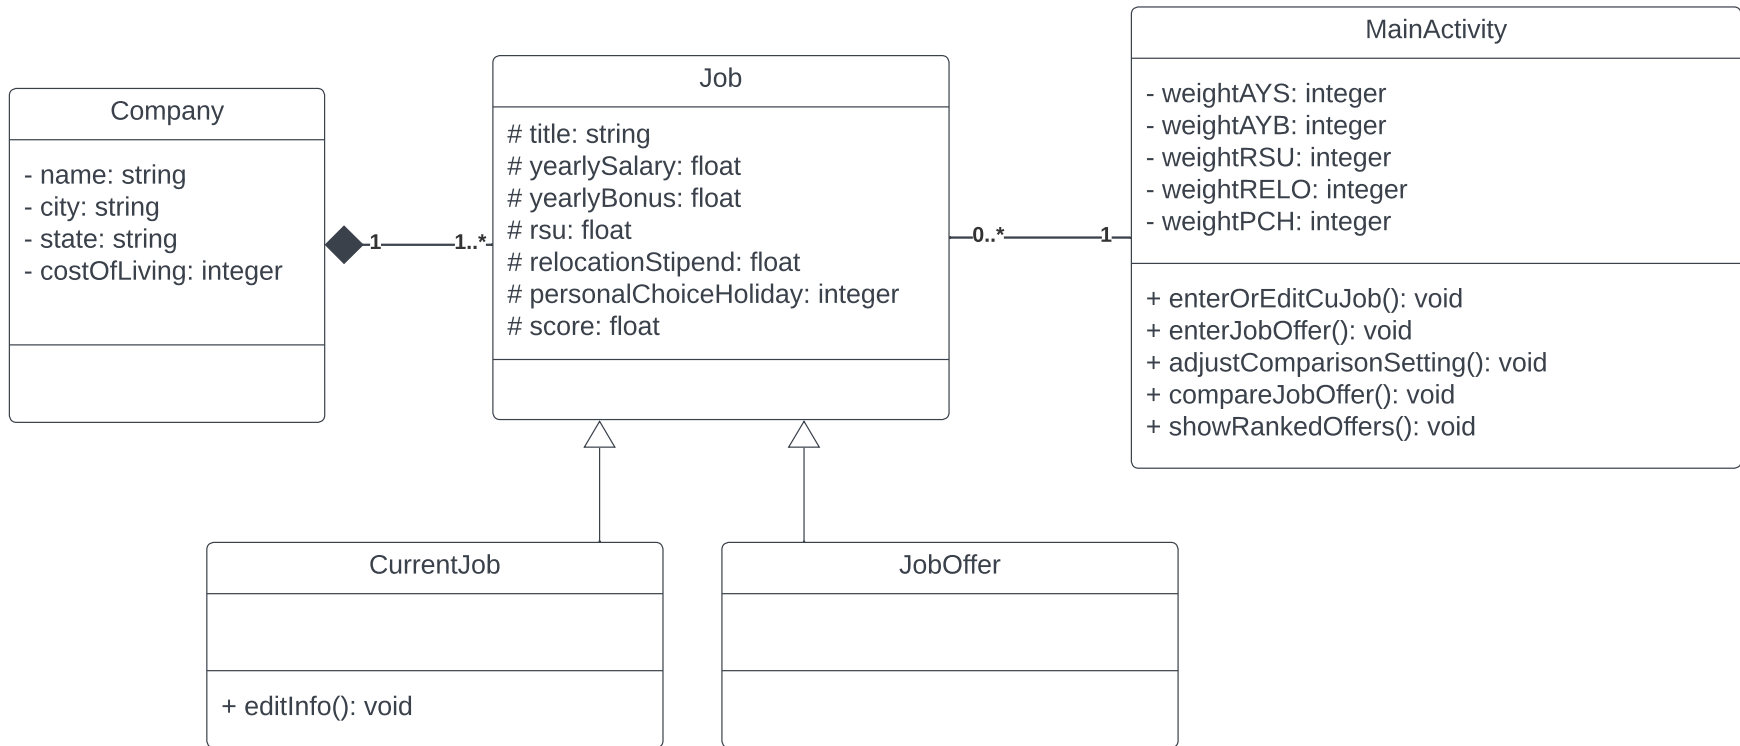 Company
- name: string
- city: string
- state: string
- costOfLiving: integer
1
1..*
Job
# title: string
# yearlySalary: float
# yearlyBonus: float
# rsu: float
# relocationStipend: float
# personalChoiceHoliday: integer
# score: float
0..*
1
MainActivity
- weightAYS: integer
- weightAYB: integer
- weightRSU: integer
- weightRELO: integer
- weightPCH: integer
+ enterOrEditCuJob(): void
+ enterJobOffer(): void
+ adjustComparisonSetting(): void
+ compareJobOffer(): void
+ showRankedOffers(): void
CurrentJob
+ editInfo(): void
JobOffer